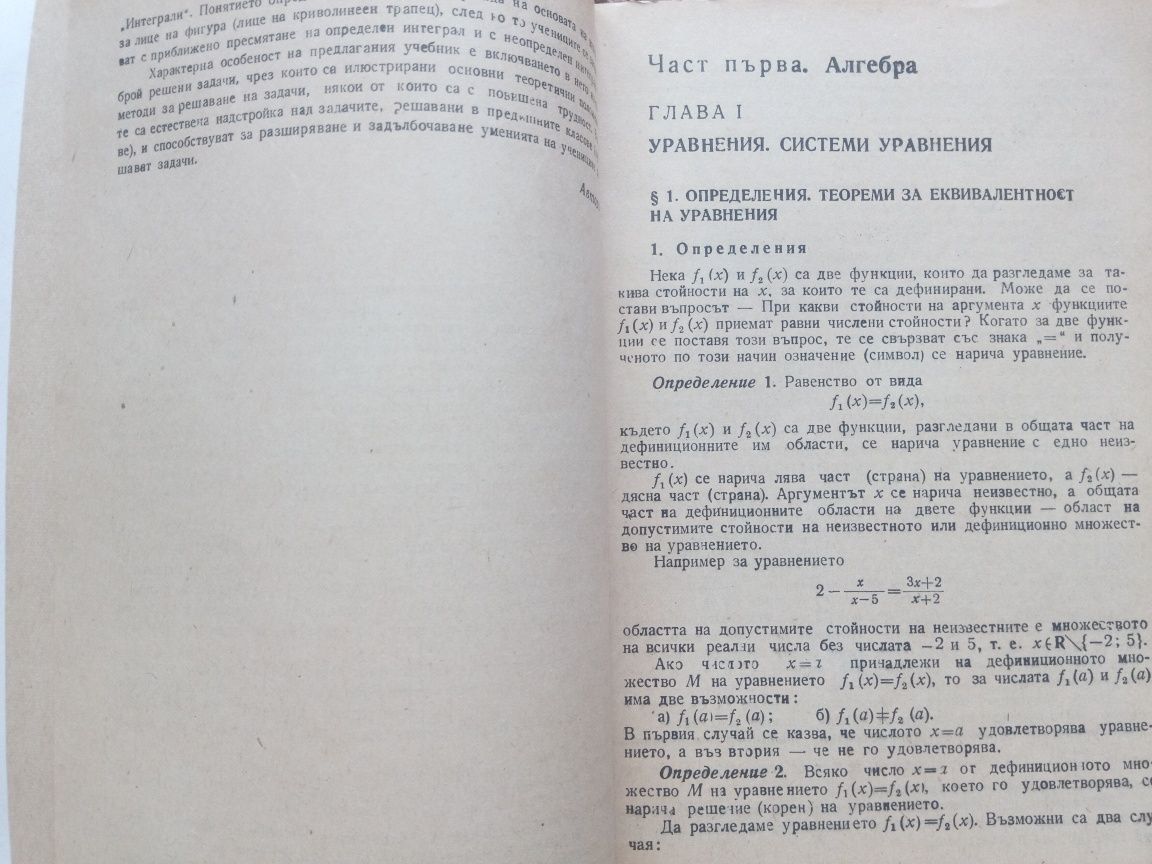 „Интеграли“. Понятието на основата на
за лице на фигура (лице на криволинеен трапец), след учениците се
ват с приближено пресмятане на определен интеграл и с неопределен
Характерна особеност на предлагания учебник е включването в него
брой решени задачи, чрез които са илюстрирани основни теоретични
методи за решаване на задачи, някои от които са с повишена трудност.
те са естествена надстройка над задачите, решавани в предишните класове
ве), и способствуват за разширяване и задълбочаване уменията на учениците
шават задачи.
Част първа. Алгебра
ГЛАВА I
УРАВНЕНИЯ. СИСТЕМИ УРАВНЕНИЯ
§ 1. ОПРЕДЕЛЕНИЯ. ТЕОРЕМИ ЗА ЕКВИВАЛЕНТНОСТ
НА УРАВНЕНИЯ
1. Определения
Нека f₁(x) и f₂(x) са две функции, които да разгледаме за та-
кива стойности на x, за които те са дефинирани. Може да се по-
стави въпросът — При какви стойности на аргумента x функциите
f₁(x) и f₂(x) приемат равни числени стойности? Когато за две функ-
ции се поставя този въпрос, те се свързват със знака „=“ и полу-
ченото по този начин означение (символ) се нарича уравнение.
Определение 1. Равенство от вида
f₁(x)=f₂(x),
където f₁(x) и f₂(x) са две функции, разгледани в общата част на
дефиниционните им области, се нарича уравнение с едно неиз-
вестно.
f₁(x) се нарича лява част (страна) на уравнението, а f₂(x) —
дясна част (страна). Аргументът x се нарича неизвестно, а общата
част на дефиниционните области на двете функции — област на
допустимите стойности на неизвестното или дефиниционно множест-
во на уравнението.
Например за уравнението
2 − x/(x−5) = (3x+2)/(x+2)
областта на допустимите стойности на неизвестните е множеството
на всички реални числа без числата −2 и 5, т. е. x∈R∖{−2; 5}.
Ако числото x=a принадлежи на дефиниционното мно-
жество M на уравнението f₁(x)=f₂(x), то за числата f₁(a) и f₂(a)
има две възможности:
а) f₁(a)=f₂(a); б) f₁(a)≠f₂(a).
В първия случай се казва, че числото x=a удовлетворява уравне-
нието, а във втория — че не го удовлетворява.
Определение 2. Всяко число x=a от дефиниционното мно-
жество M на уравнението f₁(x)=f₂(x), което го удовлетворява, се
нарича решение (корен) на уравнението.
Да разгледаме уравнението f₁(x)=f₂(x). Възможни са два слу-
чая: